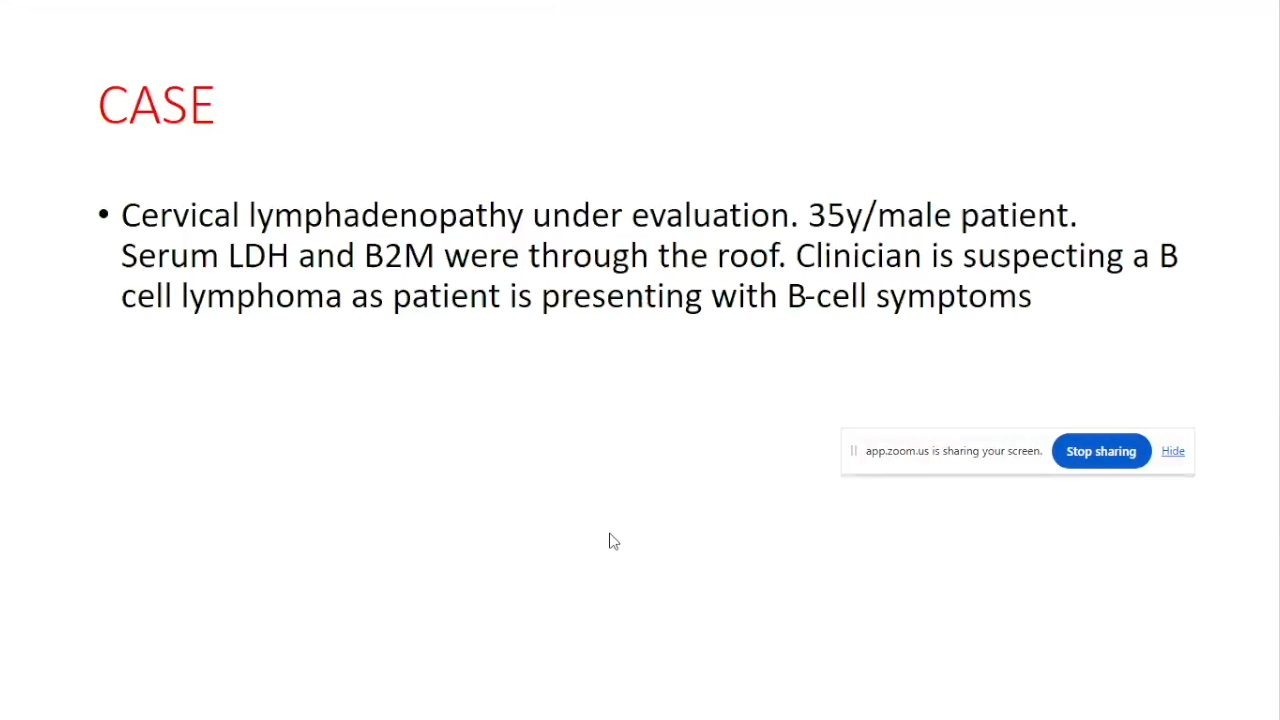 CASE
• Cervical lymphadenopathy under evaluation. 35y/male patient.
Serum LDH and B2M were through the roof. Clinician is suspecting a B
cell lymphoma as patient is presenting with B-cell symptoms
app.zoom.us is sharing your screen. Stop sharing Hide